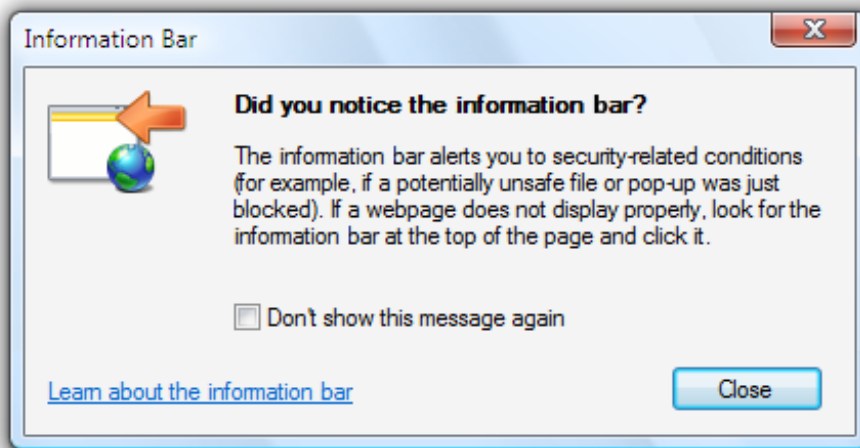 Information Bar
Did you notice the information bar?
The information bar alerts you to security-related conditions
(for example, if a potentially unsafe file or pop-up was just
blocked). If a webpage does not display properly, look for the
information bar at the top of the page and click it.
Don't show this message again
Learn about the information bar
Close